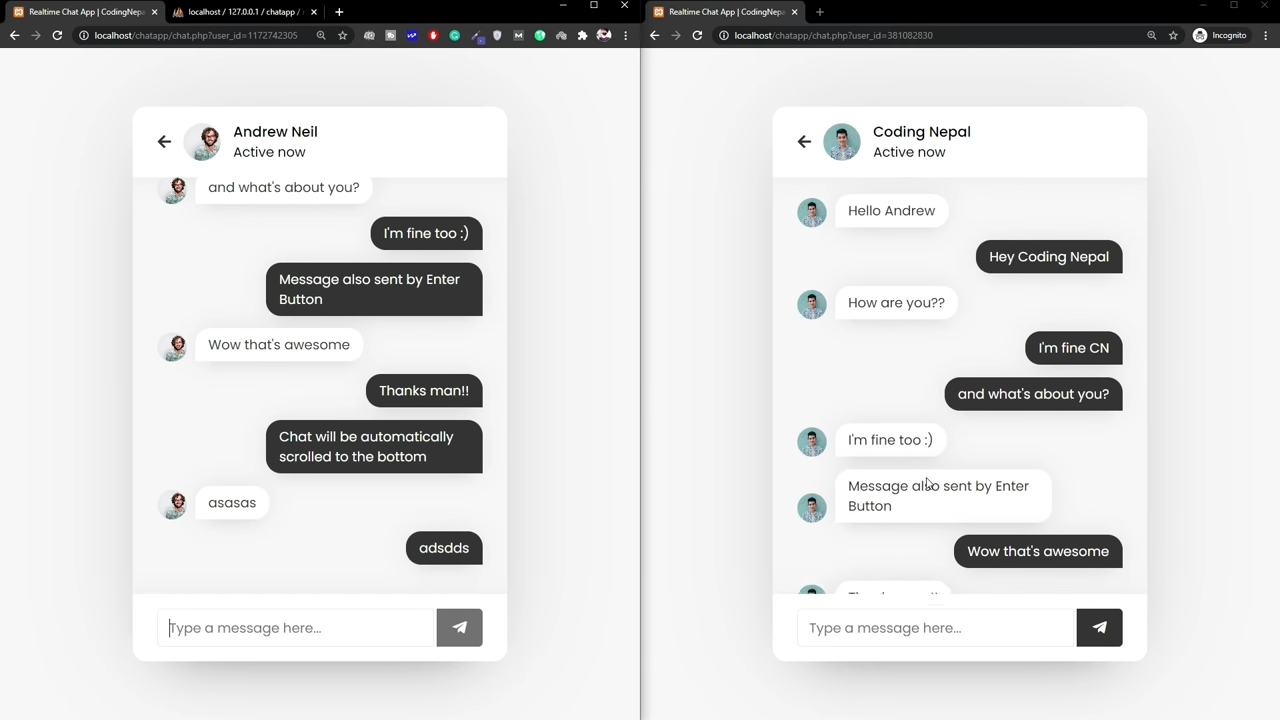 Realtime Chat App | CodingNepa
localhost / 127.0.0.1 / chatapp /
localhost/chatapp/chat.php?user_id=1172742305
Andrew Neil
Active now
and what's about you?
I'm fine too :)
Message also sent by Enter
Button
Wow that's awesome
Thanks man!!
Chat will be automatically
scrolled to the bottom
asasas
adsdds
Type a message here...
Realtime Chat App | CodingNepa
localhost/chatapp/chat.php?user_id=381082830
Incognito
Coding Nepal
Active now
Hello Andrew
Hey Coding Nepal
How are you??
I'm fine CN
and what's about you?
I'm fine too :)
Message also sent by Enter
Button
Wow that's awesome
Type a message here...